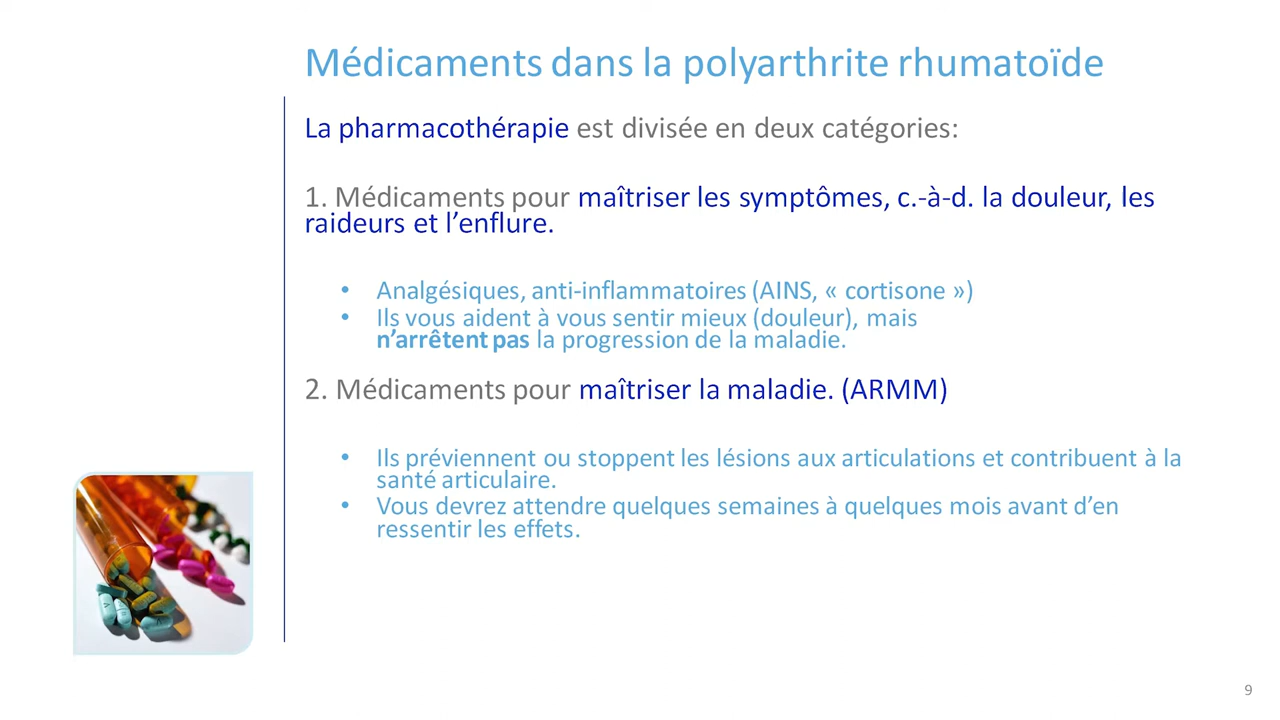 Médicaments dans la polyarthrite rhumatoïde
La pharmacothérapie est divisée en deux catégories:
1. Médicaments pour maîtriser les symptômes, c.-à-d. la douleur, les
raideurs et l’enflure.
• Analgésiques, anti-inflammatoires (AINS, « cortisone »)
• Ils vous aident à vous sentir mieux (douleur), mais
n’arrêtent pas la progression de la maladie.
2. Médicaments pour maîtriser la maladie. (ARMM)
• Ils préviennent ou stoppent les lésions aux articulations et contribuent à la
santé articulaire.
• Vous devrez attendre quelques semaines à quelques mois avant d’en
ressentir les effets.
9